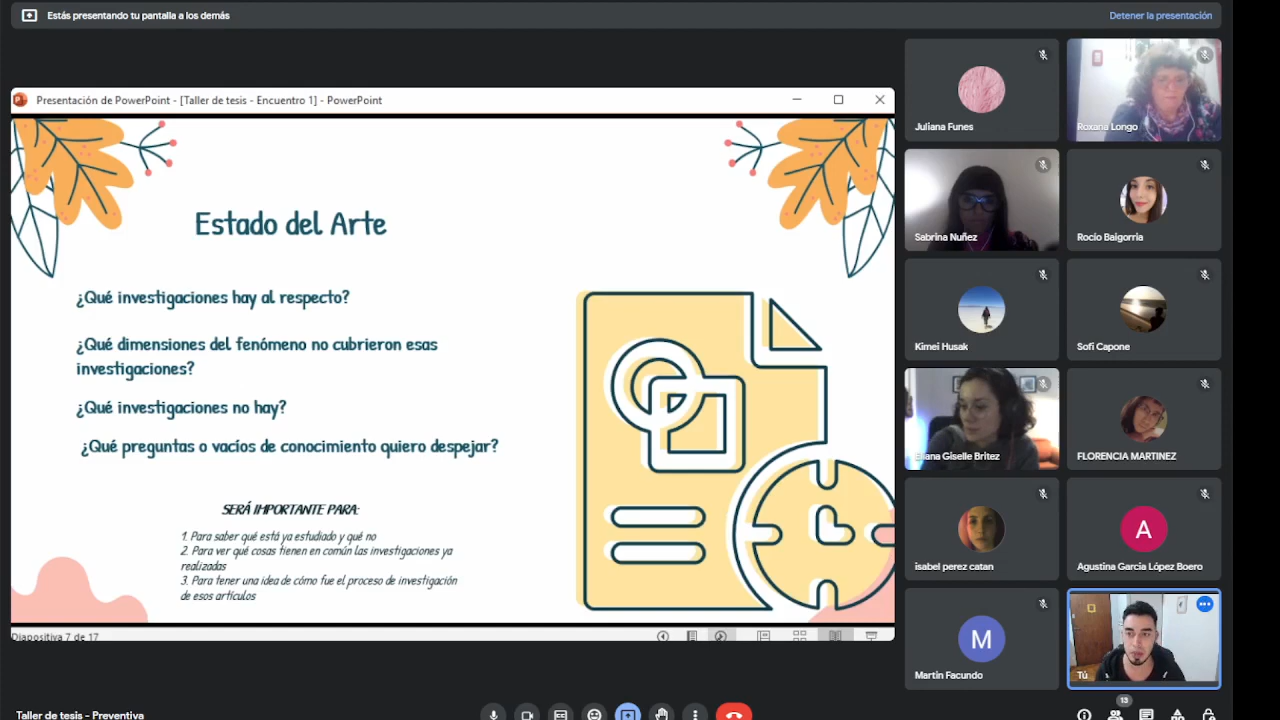 Estás presentando tu pantalla a los demás
Detener la presentación
Presentación de PowerPoint - [Taller de tesis - Encuentro 1] - PowerPoint
Estado del Arte
¿Qué investigaciones hay al respecto?
¿Qué dimensiones del fenómeno no cubrieron esas
investigaciones?
¿Qué investigaciones no hay?
¿Qué preguntas o vacíos de conocimiento quiero despejar?
SERÁ IMPORTANTE PARA:
1. Para saber qué está ya estudiado y qué no
2. Para ver qué cosas tienen en común las investigaciones ya
realizadas
3. Para tener una idea de cómo fue el proceso de investigación
de esos artículos
Diapositiva 7 de 17
Juliana Funes
Roxana Longo
Sabrina Nuñez
Rocío Baigorria
Kimei Husak
Sofi Capone
Eliana Giselle Britez
FLORENCIA MARTINEZ
isabel perez catan
A
Agustina García López Boero
M
Martin Facundo
Tú
13
Taller de tesis - Preventiva